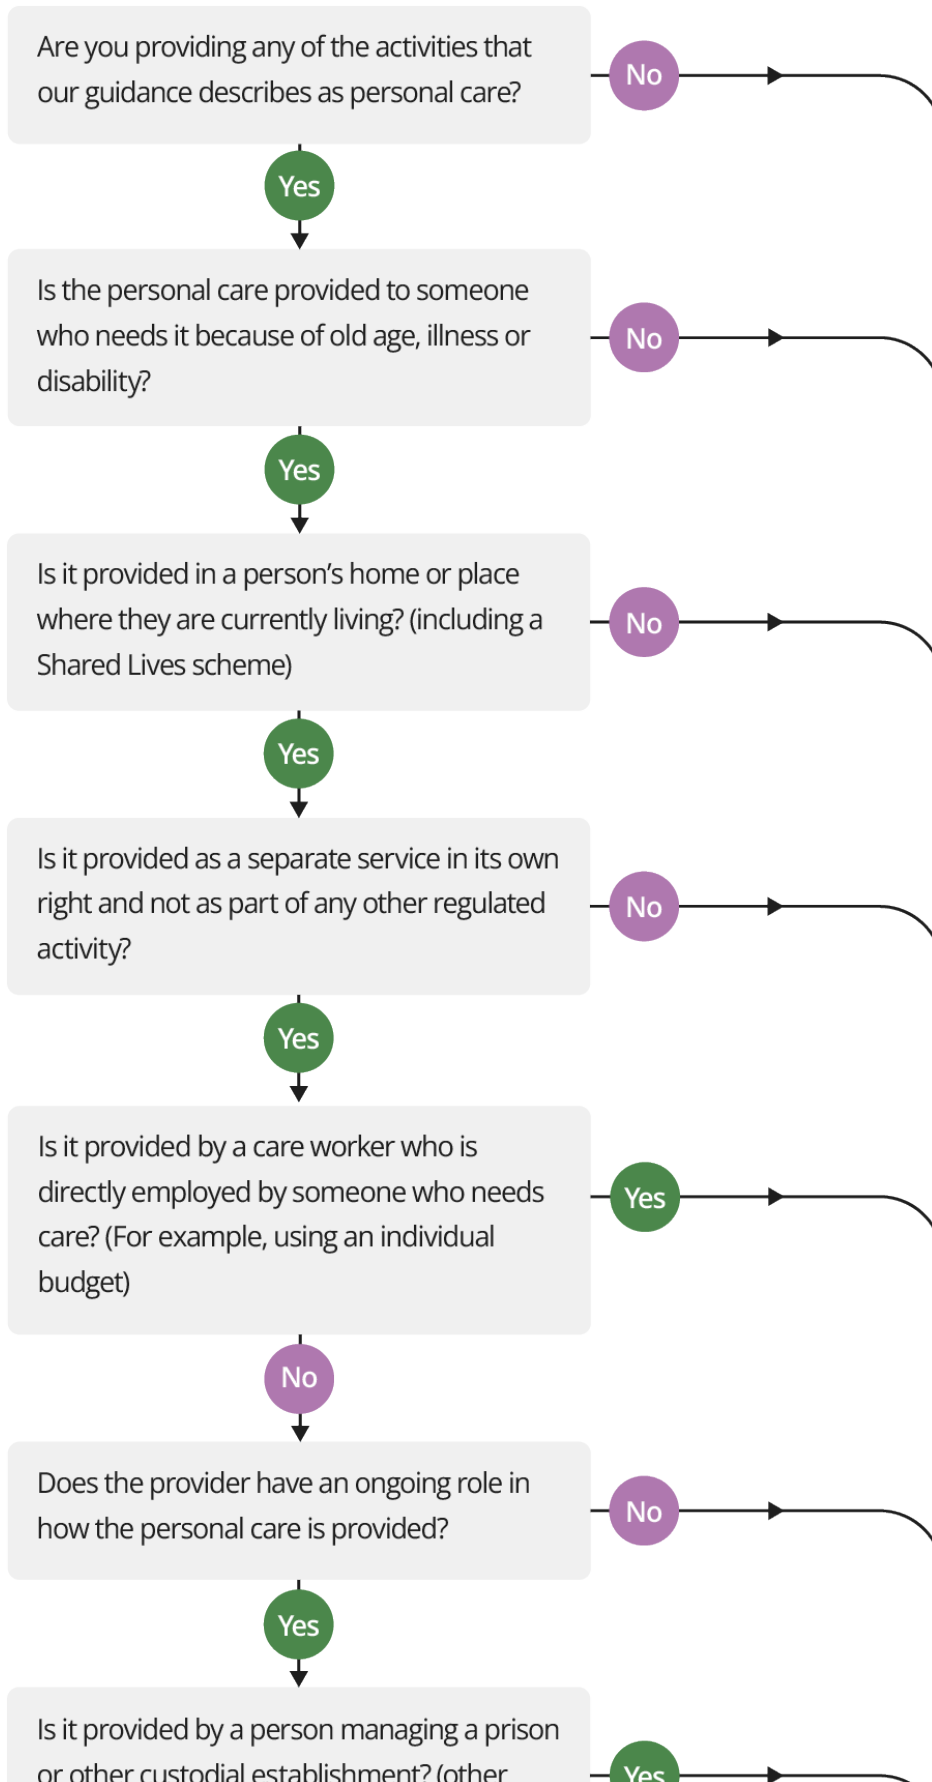 Are you providing any of the activities that
our guidance describes as personal care?
No
Yes
Is the personal care provided to someone
who needs it because of old age, illness or
disability?
No
Yes
Is it provided in a person’s home or place
where they are currently living? (including a
Shared Lives scheme)
No
Yes
Is it provided as a separate service in its own
right and not as part of any other regulated
activity?
No
Yes
Is it provided by a care worker who is
directly employed by someone who needs
care? (For example, using an individual
budget)
Yes
No
Does the provider have an ongoing role in
how the personal care is provided?
No
Yes
Is it provided by a person managing a prison
or other custodial establishment? (other
Yes